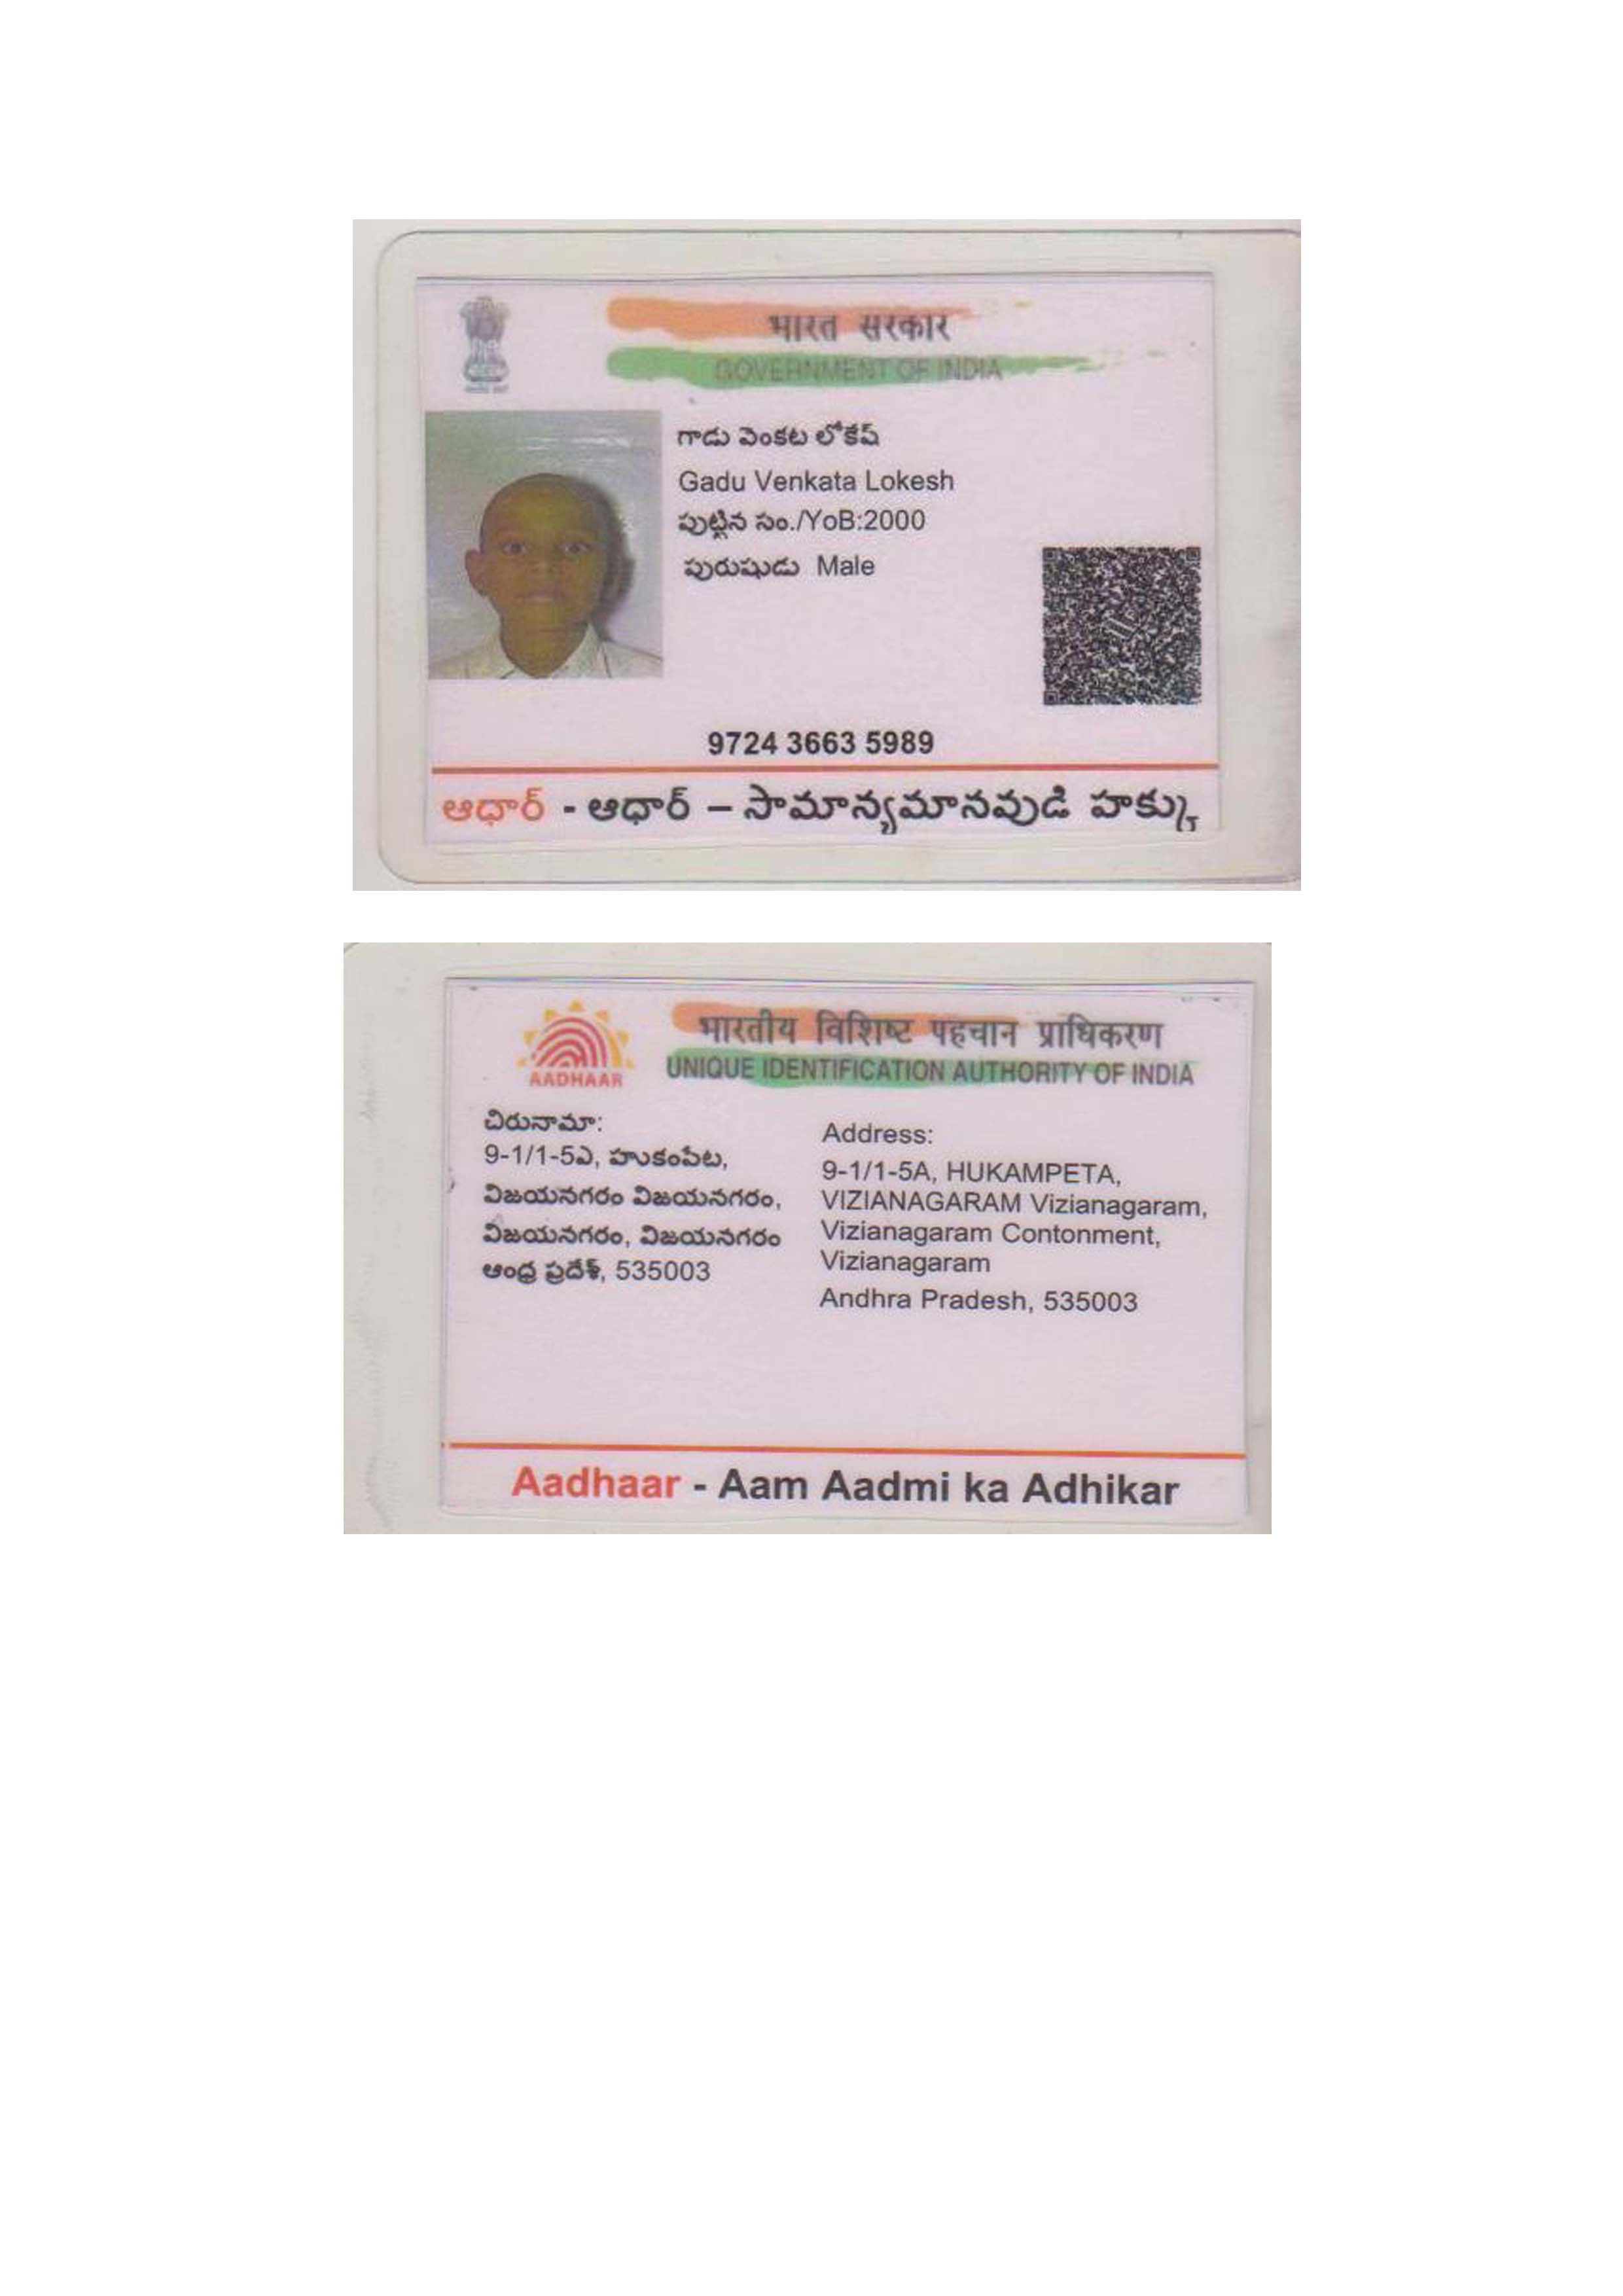 भारत सरकार
GOVERNMENT OF INDIA
గాడు వెంకట లోకేష్
Gadu Venkata Lokesh
పుట్టిన సం./YoB:2000
పురుషుడు Male
9724 3663 5989
ఆధార్ - ఆధార్ – సామాన్యమానవుడి హక్కు
भारतीय विशिष्ट पहचान प्राधिकरण
UNIQUE IDENTIFICATION AUTHORITY OF INDIA
AADHAAR
చిరునామా:
9-1/1-5ఎ, హుకంపేట,
విజయనగరం విజయనగరం,
విజయనగరం, విజయనగరం
ఆంధ్ర ప్రదేశ్, 535003
Address:
9-1/1-5A, HUKAMPETA,
VIZIANAGARAM Vizianagaram,
Vizianagaram Contonment,
Vizianagaram
Andhra Pradesh, 535003
Aadhaar - Aam Aadmi ka Adhikar